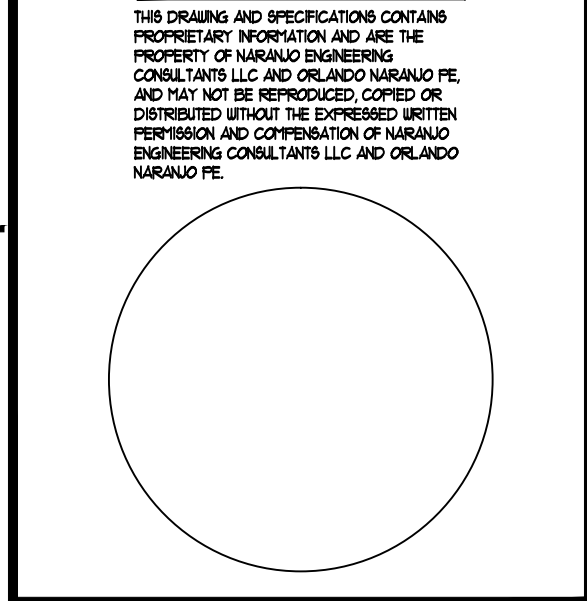 THIS DRAWING AND SPECIFICATIONS CONTAINS
PROPRIETARY INFORMATION AND ARE THE
PROPERTY OF NARANJO ENGINEERING
CONSULTANTS LLC AND ORLANDO NARANJO PE,
AND MAY NOT BE REPRODUCED, COPIED OR
DISTRIBUTED WITHOUT THE EXPRESSED WRITTEN
PERMISSION AND COMPENSATION OF NARANJO
ENGINEERING CONSULTANTS LLC AND ORLANDO
NARANJO PE.